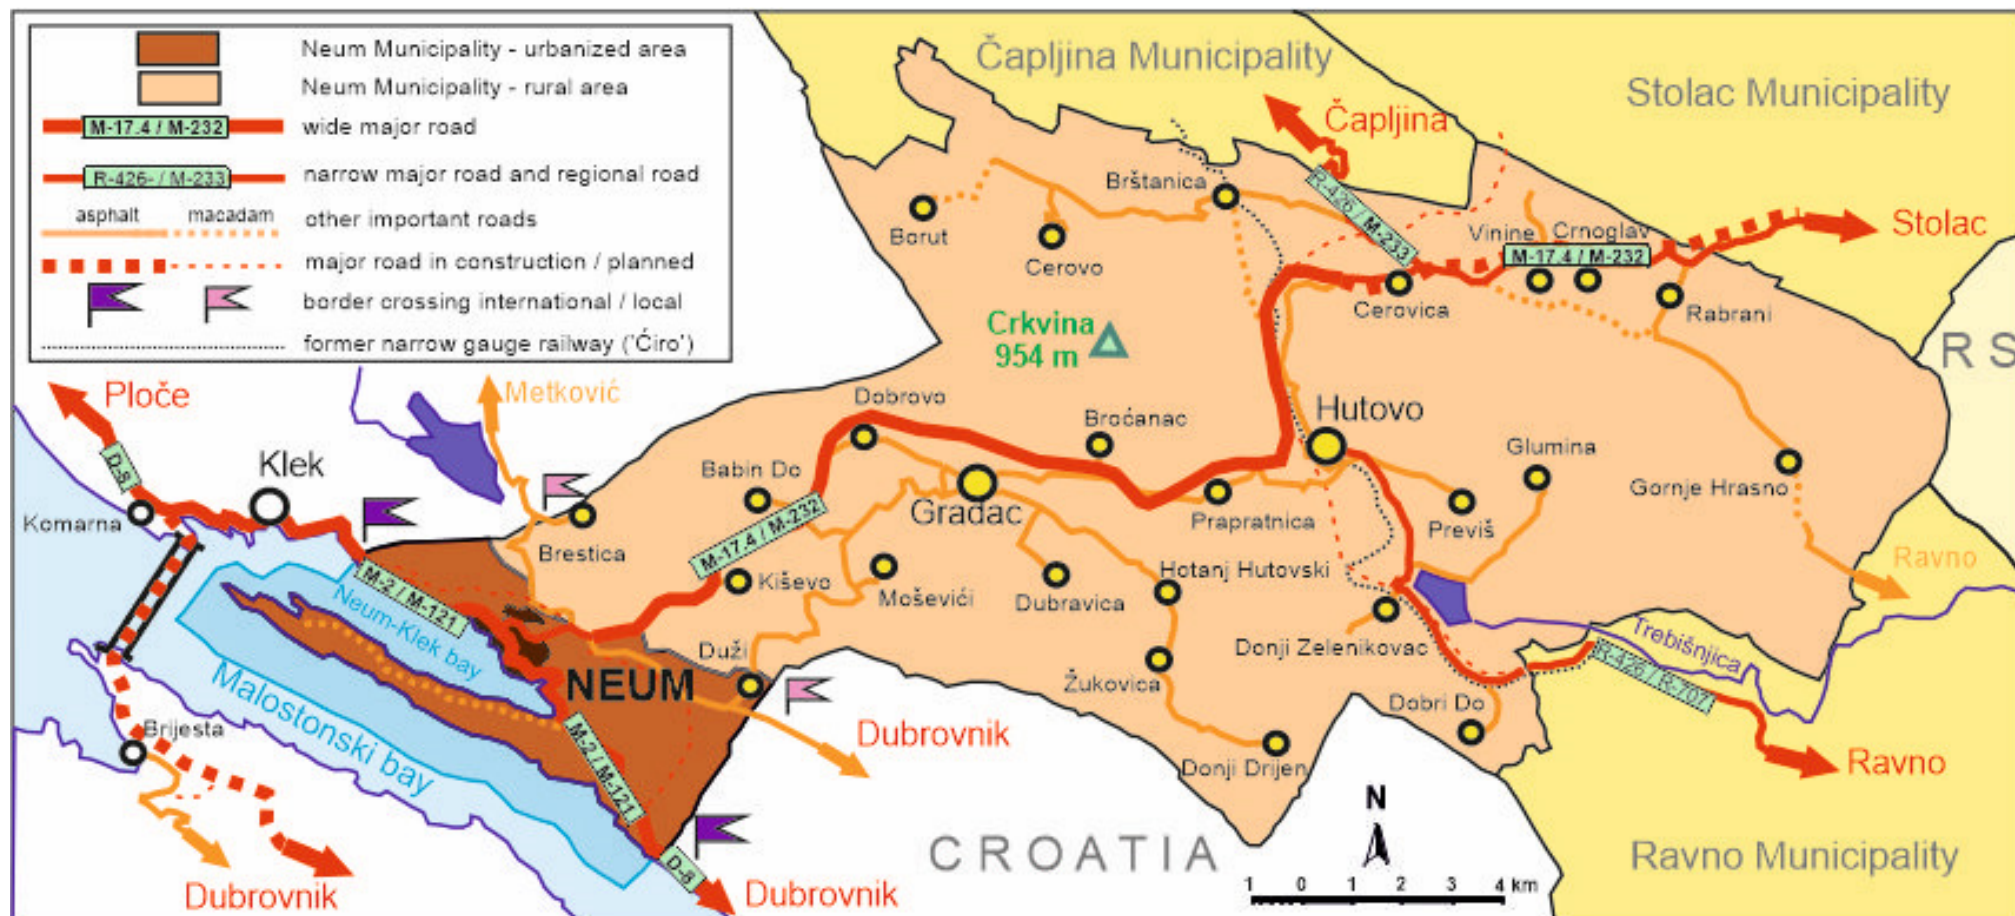 Neum Municipality - urbanized area
Neum Municipality - rural area
M-17.4 / M-232
wide major road
R-426- / M-233
narrow major road and regional road
asphalt
macadam
other important roads
major road in construction / planned
border crossing international / local
former narrow gauge railway ('Ćiro')
Čapljina Municipality
Stolac Municipality
Čapljina
Brštanica
R-426 / M-233
Borut
Cerovo
Vinine
Crnoglav
M-17.4 / M-232
Stolac
Cerovica
Rabrani
Crkvina
954 m
R S
Ploče
Metković
Dobrovo
Broćanac
Hutovo
Glumina
D-8
Klek
Babin Do
Gornje Hrasno
Komarna
Gradac
Prapratnica
Previš
Brestica
M-17.4 / M-232
Ravno
Kiševo
Moševići
Dubravica
Hotanj Hutovski
M-2 / M-121
Neum-Klek bay
Duži
Donji Zelenikovac
Trebišnjica
NEUM
Žukovica
R-426 / R-707
Malostonski bay
Dobri Do
Brijesta
Dubrovnik
Donji Drijen
Ravno
M-2 / M-121
N
CROATIA
Ravno Municipality
D-8
Dubrovnik
Dubrovnik
1 0 1 2 3 4 km